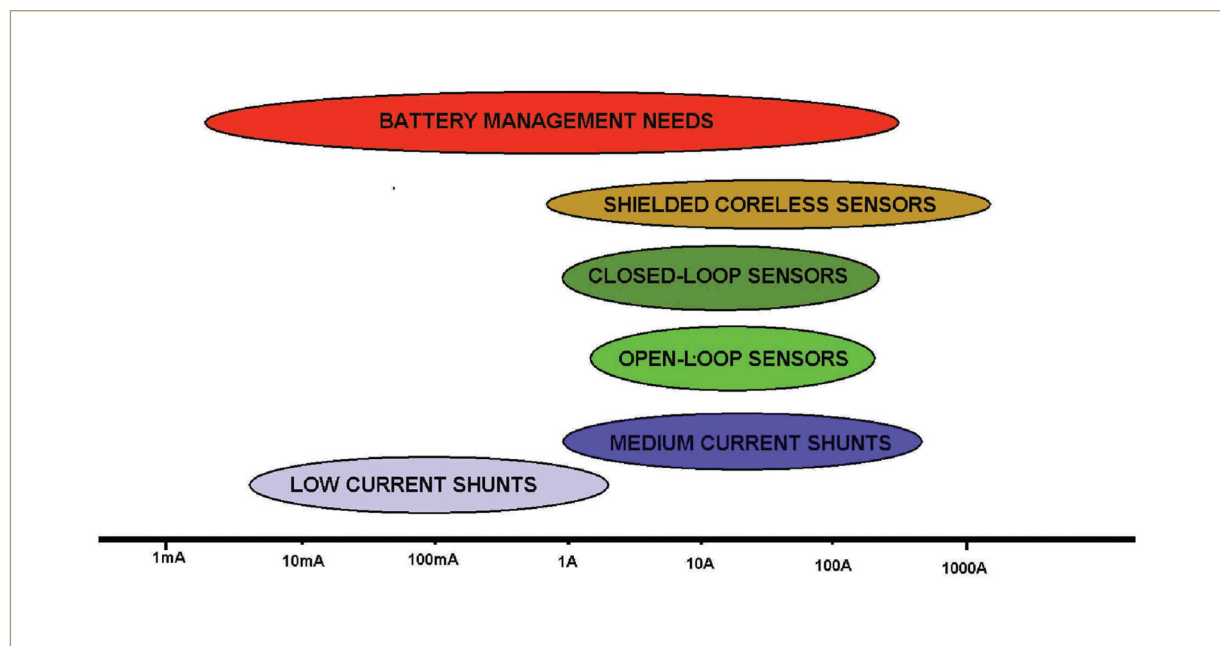 BATTERY MANAGEMENT NEEDS
SHIELDED CORELESS SENSORS
CLOSED-LOOP SENSORS
OPEN-LOOP SENSORS
MEDIUM CURRENT SHUNTS
LOW CURRENT SHUNTS
1mA 10mA 100mA 1A 10A 100A 1000A